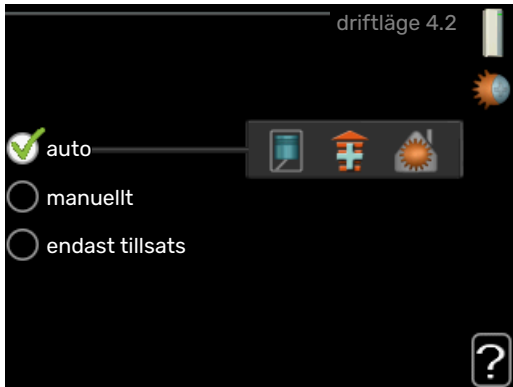 driftläge 4.2
auto
manuellt
endast tillsats
?